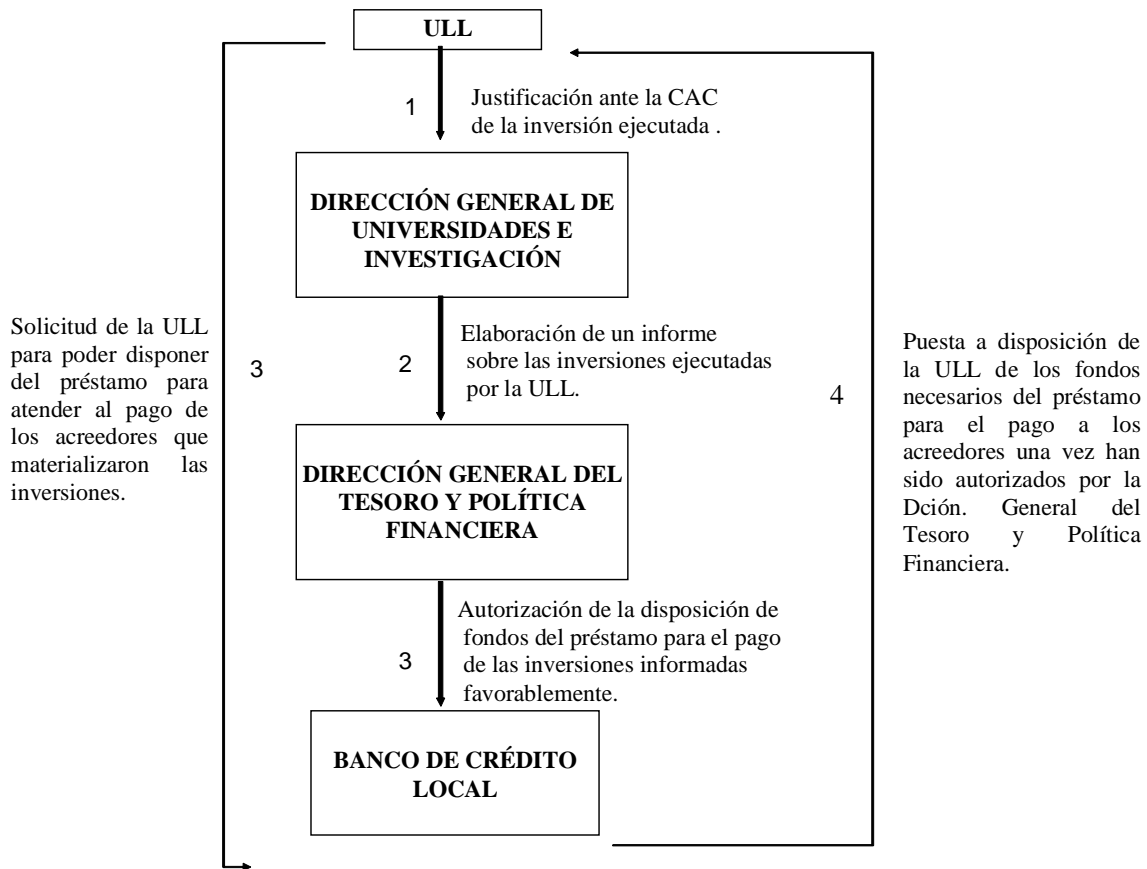 ULL
1
Justificación ante la CAC
de la inversión ejecutada .
DIRECCIÓN GENERAL DE
UNIVERSIDADES E
INVESTIGACIÓN
Solicitud de la ULL
para poder disponer
del préstamo para
atender al pago de
los acreedores que
materializaron las
inversiones.
3
2
Elaboración de un informe
sobre las inversiones ejecutadas
por la ULL.
4
Puesta a disposición de
la ULL de los fondos
necesarios del préstamo
para el pago a los
acreedores una vez han
sido autorizados por la
Dción. General del
Tesoro y Política
Financiera.
DIRECCIÓN GENERAL DEL
TESORO Y POLÍTICA
FINANCIERA
3
Autorización de la disposición de
fondos del préstamo para el pago
de las inversiones informadas
favorablemente.
BANCO DE CRÉDITO
LOCAL